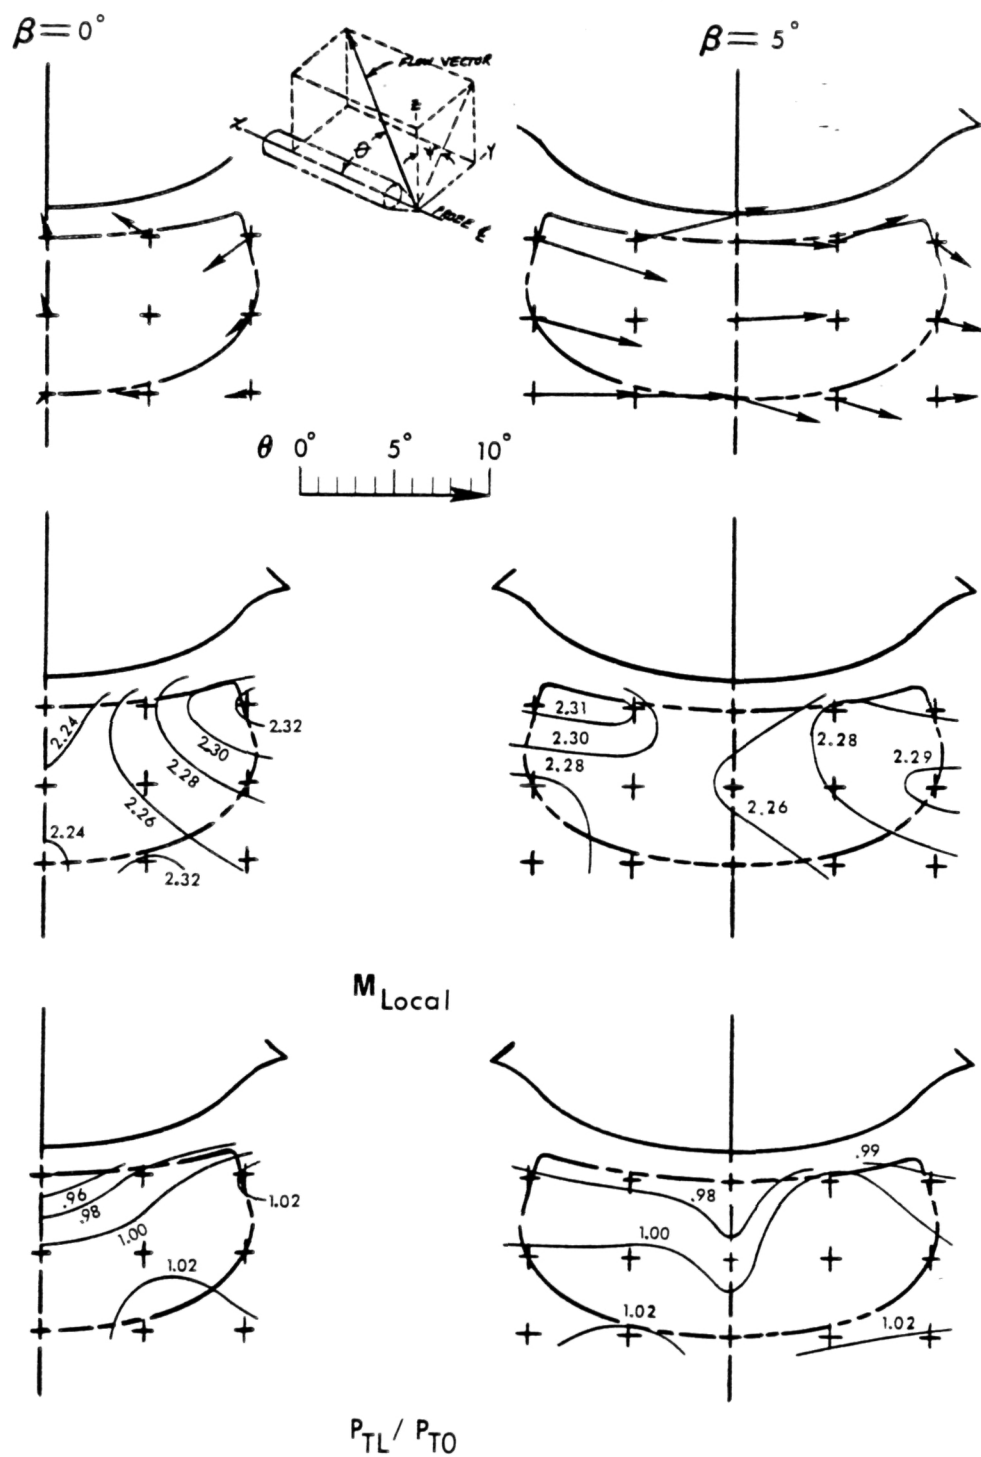 β = 0°
β = 5°
FLOW VECTOR
X
Z
θ
Ψ
Y
PROBE ℄
θ 0° 5° 10°
2.24
2.32
2.30
2.28
2.26
2.24
2.32
2.31
2.30
2.28
2.28
2.29
2.26
M Local
.96
.98
1.00
1.02
1.02
.99
.98
1.00
1.02
1.02
P TL / P TO